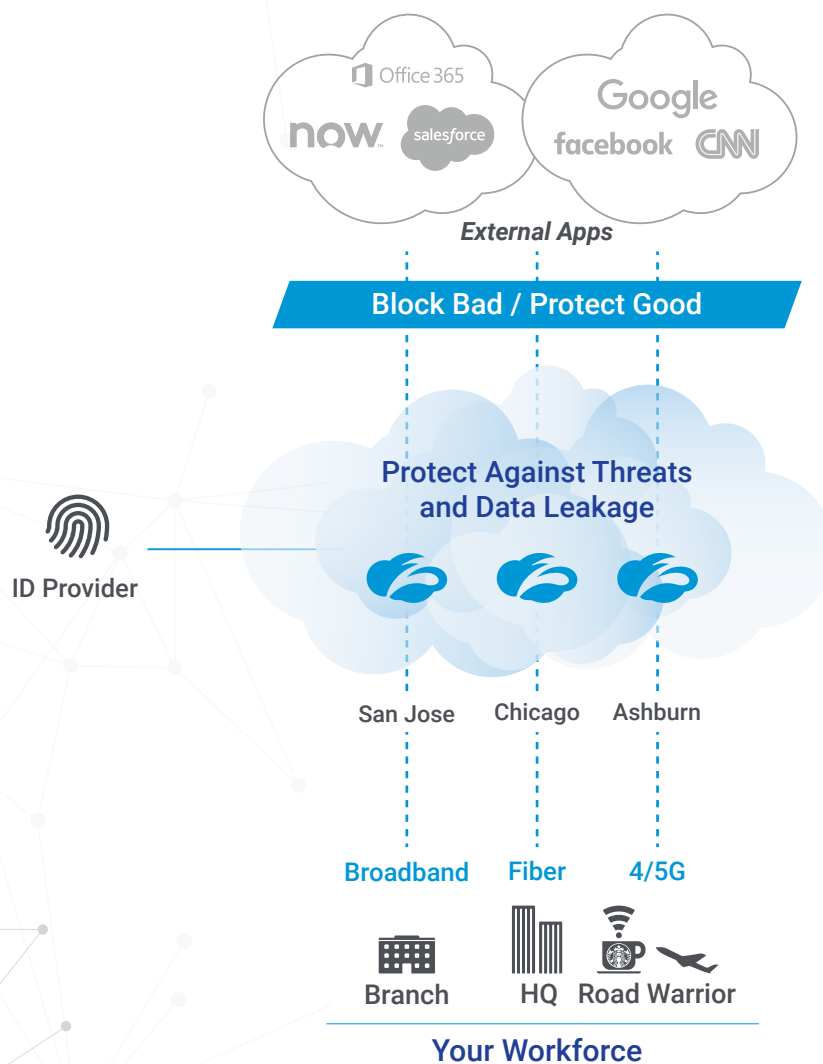 Office 365
now™
salesforce
Google
facebook CNN
External Apps
Block Bad / Protect Good
Protect Against Threats
and Data Leakage
ID Provider
San Jose Chicago Ashburn
Broadband Fiber 4/5G
Branch HQ Road Warrior
Your Workforce